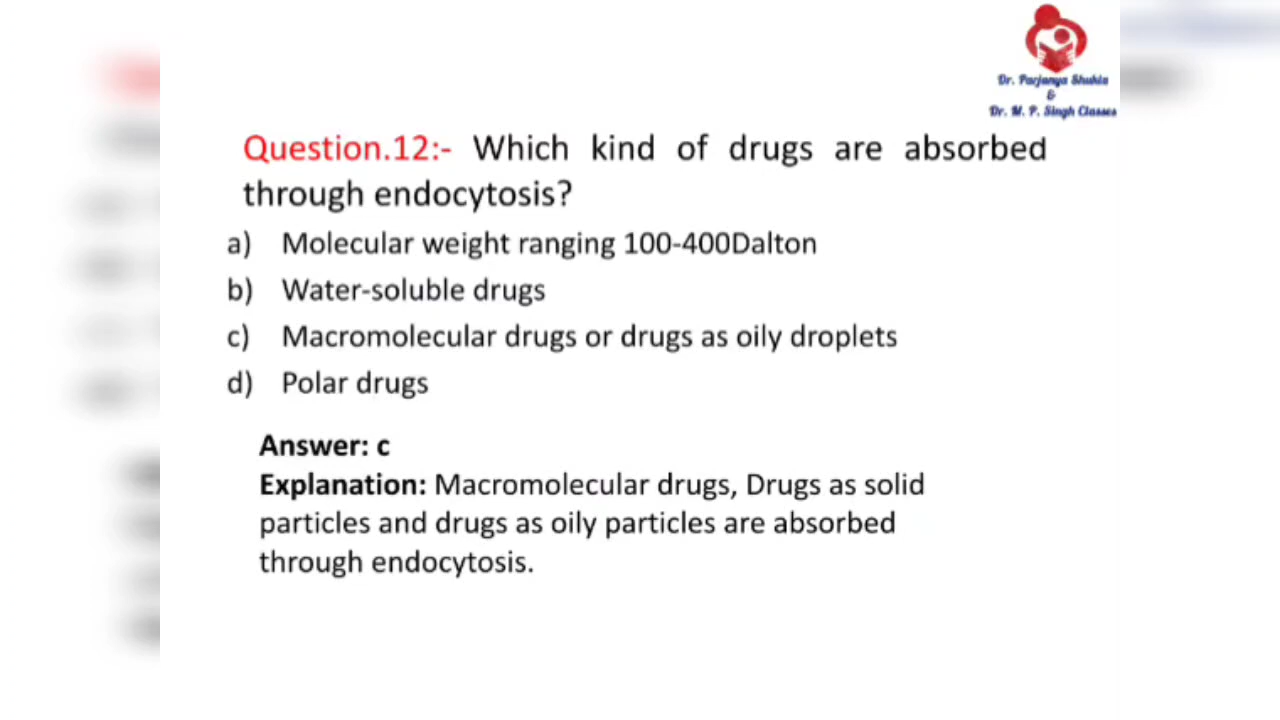 Dr. Parjanya Shukla
&
Dr. M. P. Singh Classes
Question.12:- Which kind of drugs are absorbed
through endocytosis?
a) Molecular weight ranging 100-400Dalton
b) Water-soluble drugs
c) Macromolecular drugs or drugs as oily droplets
d) Polar drugs
Answer: c
Explanation: Macromolecular drugs, Drugs as solid
particles and drugs as oily particles are absorbed
through endocytosis.